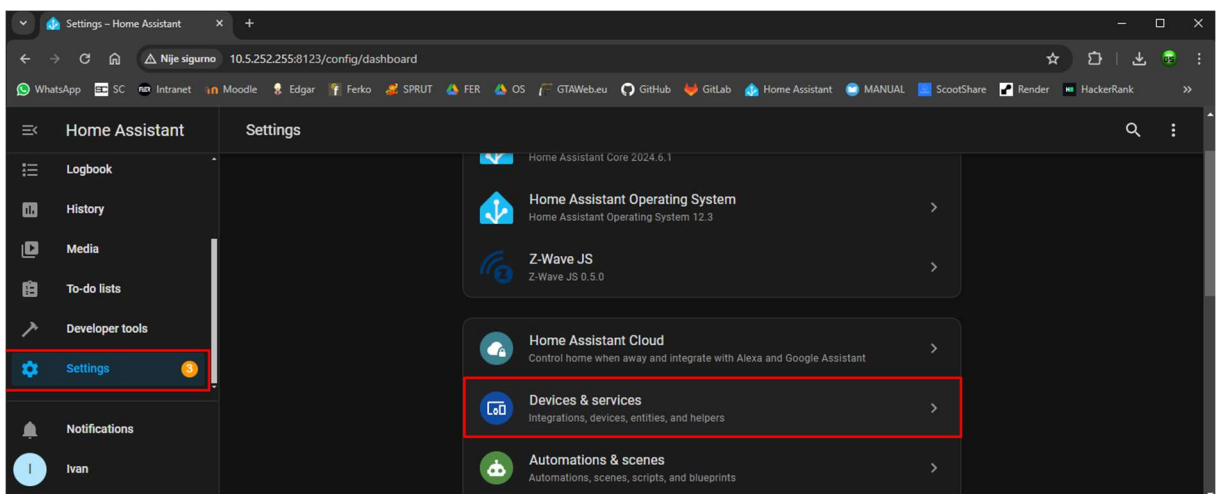 Settings – Home Assistant
Nije sigurno 10.5.252.255:8123/config/dashboard
WhatsApp SC Intranet Moodle Edgar Ferko SPRUT FER OS GTAWeb.eu GitHub GitLab Home Assistant MANUAL ScootShare Render HackerRank
Home Assistant
Logbook
History
Media
To-do lists
Developer tools
Settings 3
Notifications
I Ivan
Settings
Home Assistant Core 2024.6.1
Home Assistant Operating System
Home Assistant Operating System 12.3
Z-Wave JS
Z-Wave JS 0.5.0
Home Assistant Cloud
Control home when away and integrate with Alexa and Google Assistant
Devices & services
Integrations, devices, entities, and helpers
Automations & scenes
Automations, scenes, scripts, and blueprints